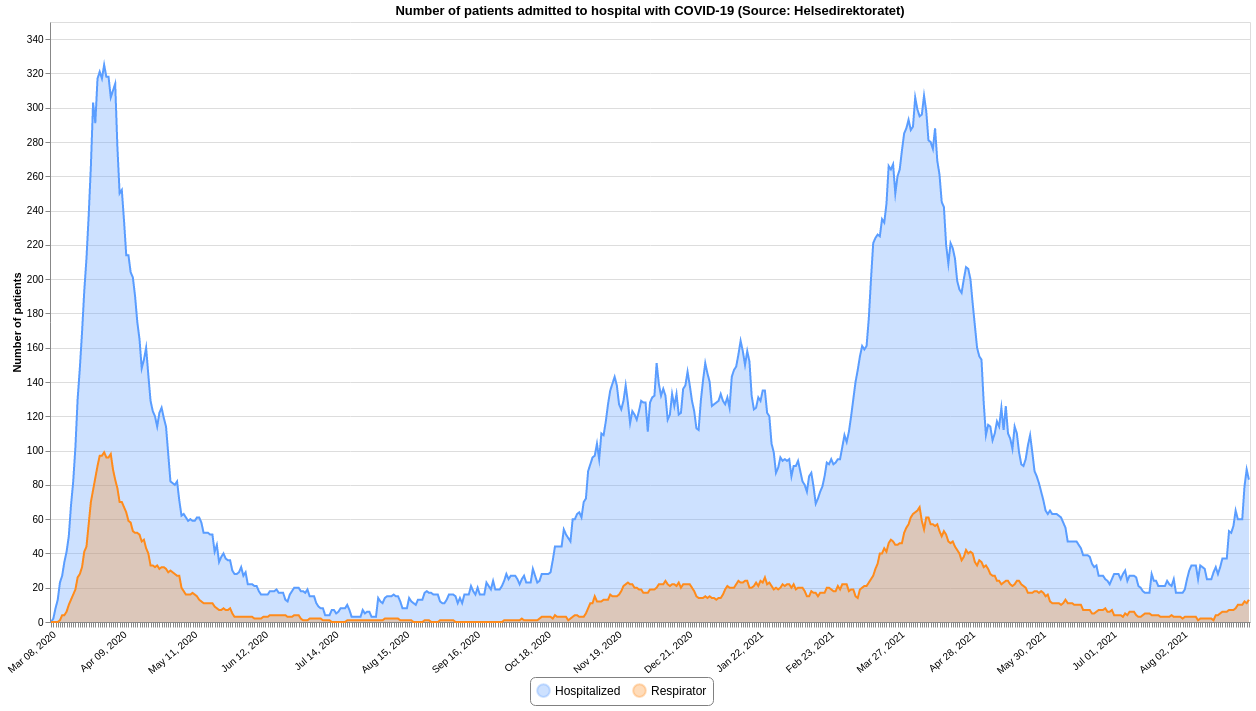 Number of patients admitted to hospital with COVID-19 (Source: Helsedirektoratet)
Number of patients
340
320
300
280
260
240
220
200
180
160
140
120
100
80
60
40
20
0
Mar 08, 2020
Apr 09, 2020
May 11, 2020
Jun 12, 2020
Jul 14, 2020
Aug 15, 2020
Sep 16, 2020
Oct 18, 2020
Nov 19, 2020
Dec 21, 2020
Jan 22, 2021
Feb 23, 2021
Mar 27, 2021
Apr 28, 2021
May 30, 2021
Jul 01, 2021
Aug 02, 2021
Hospitalized Respirator